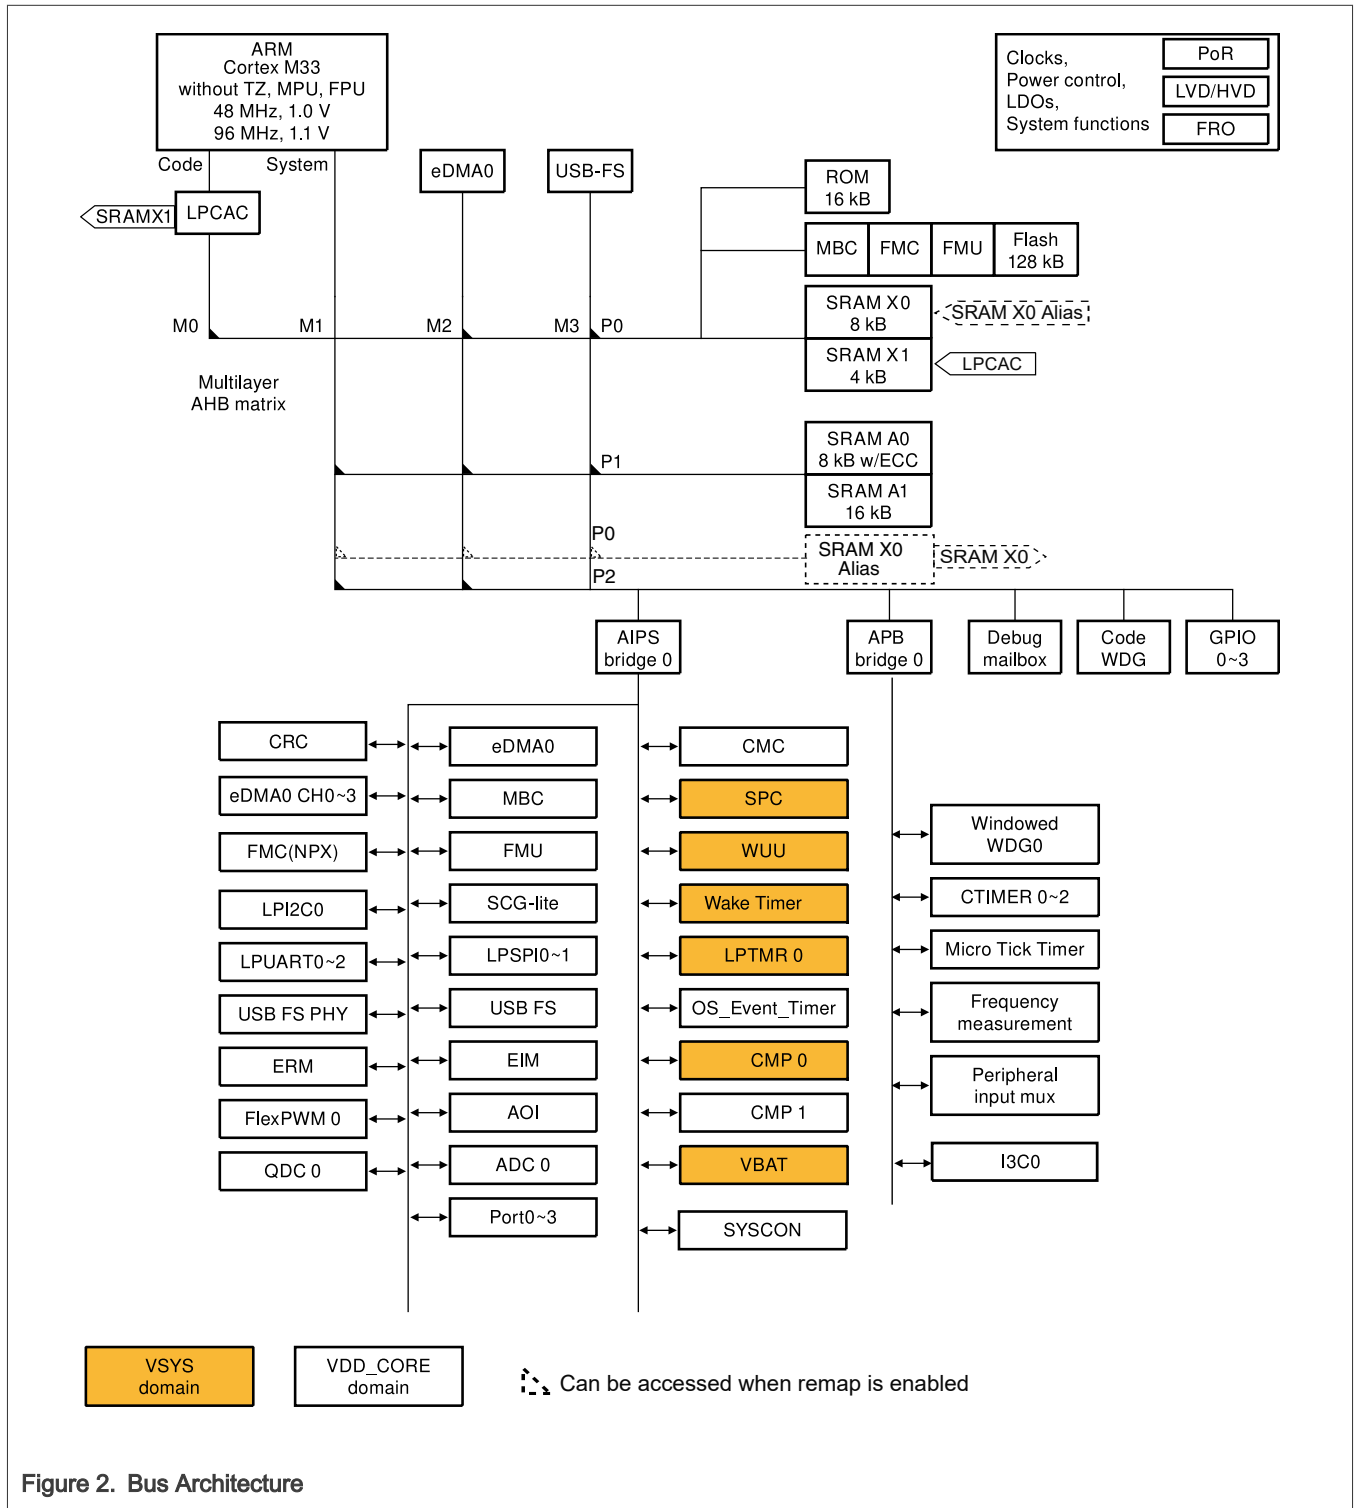 ARM
Cortex M33
without TZ, MPU, FPU
48 MHz, 1.0 V
96 MHz, 1.1 V
Clocks,
Power control,
LDOs,
System functions
PoR
LVD/HVD
FRO
Code
System
eDMA0
USB-FS
ROM
16 kB
SRAMX1
LPCAC
MBC
FMC
FMU
Flash
128 kB
SRAM X0
8 kB
SRAM X0 Alias
M0
M1
M2
M3
P0
SRAM X1
4 kB
LPCAC
Multilayer
AHB matrix
SRAM A0
8 kB w/ECC
P1
SRAM A1
16 kB
P0
SRAM X0
Alias
SRAM X0
P2
AIPS
bridge 0
APB
bridge 0
Debug
mailbox
Code
WDG
GPIO
0~3
CRC
eDMA0
CMC
eDMA0 CH0~3
MBC
SPC
Windowed
WDG0
FMC(NPX)
FMU
WUU
LPI2C0
SCG-lite
Wake Timer
CTIMER 0~2
LPUART0~2
LPSPI0~1
LPTMR 0
Micro Tick Timer
USB FS PHY
USB FS
OS_Event_Timer
Frequency
measurement
ERM
EIM
CMP 0
Peripheral
input mux
FlexPWM 0
AOI
CMP 1
QDC 0
ADC 0
VBAT
I3C0
Port0~3
SYSCON
VSYS
domain
VDD_CORE
domain
Can be accessed when remap is enabled
Figure 2. Bus Architecture